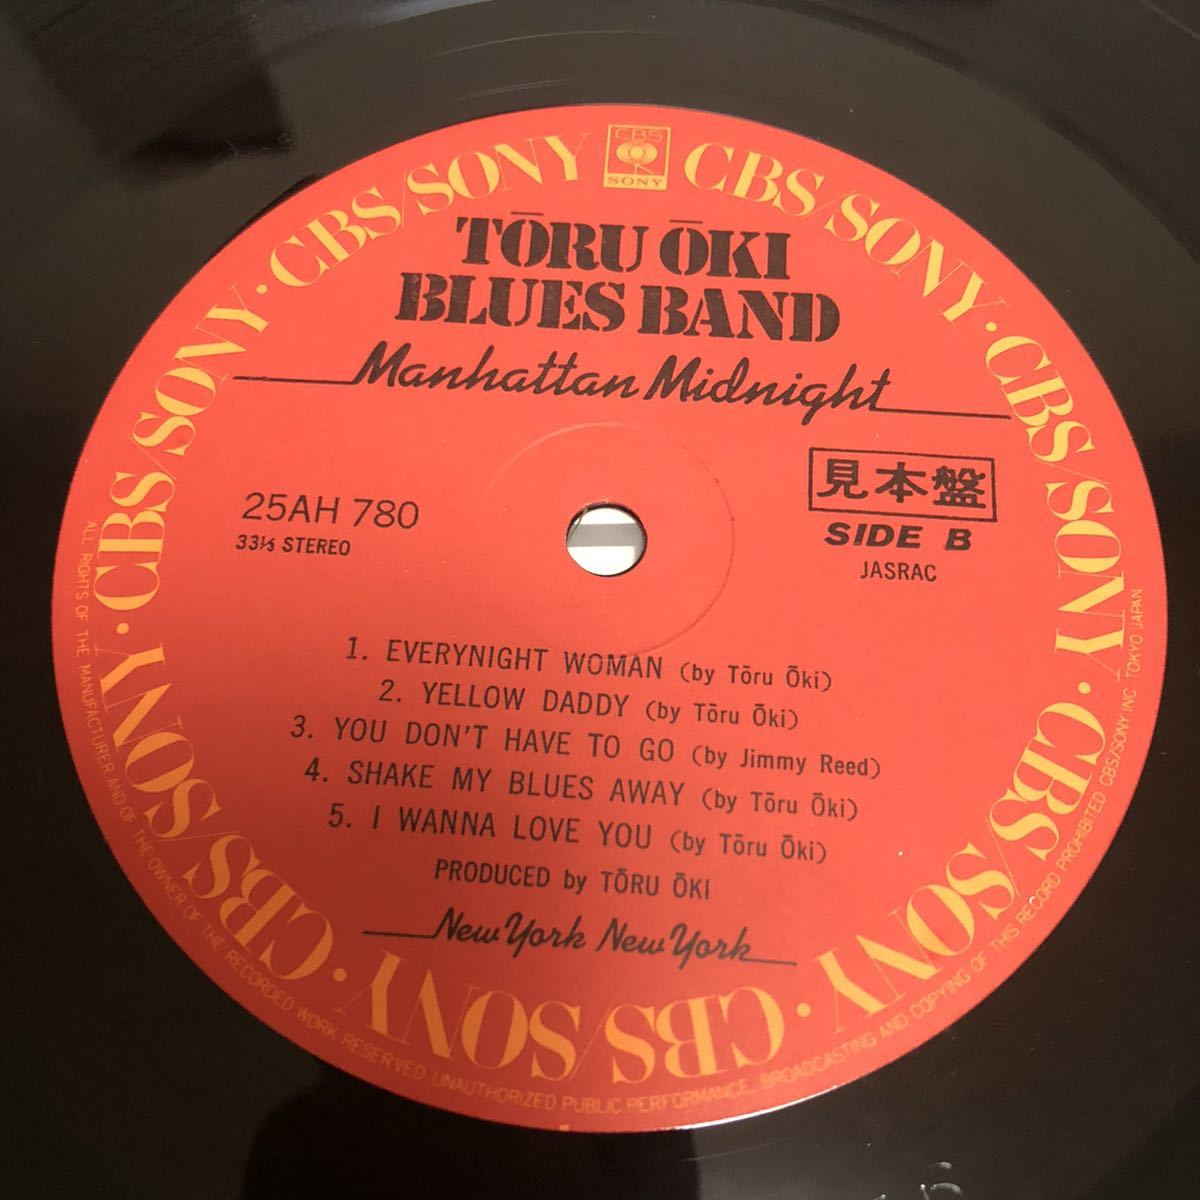 CBS/SONY · CBS/SONY · CBS/SONY · CBS/SONY · CBS/SONY · CBS/SONY · CBS/SONY · CBS/SONY
CBS
SONY
TŌRU ŌKI
BLUES BAND
Manhattan Midnight
25AH 780
33⅓ STEREO
見本盤
SIDE B
JASRAC
1. EVERYNIGHT WOMAN (by Tōru Ōki)
2. YELLOW DADDY (by Tōru Ōki)
3. YOU DON'T HAVE TO GO (by Jimmy Reed)
4. SHAKE MY BLUES AWAY (by Tōru Ōki)
5. I WANNA LOVE YOU (by Tōru Ōki)
PRODUCED by TŌRU ŌKI
New York New York
ALL RIGHTS OF THE MANUFACTURER AND OF THE OWNER OF THE RECORDED WORK RESERVED UNAUTHORIZED PUBLIC PERFORMANCE, BROADCASTING AND COPYING OF THIS RECORD PROHIBITED CBS/SONY INC TOKYO JAPAN